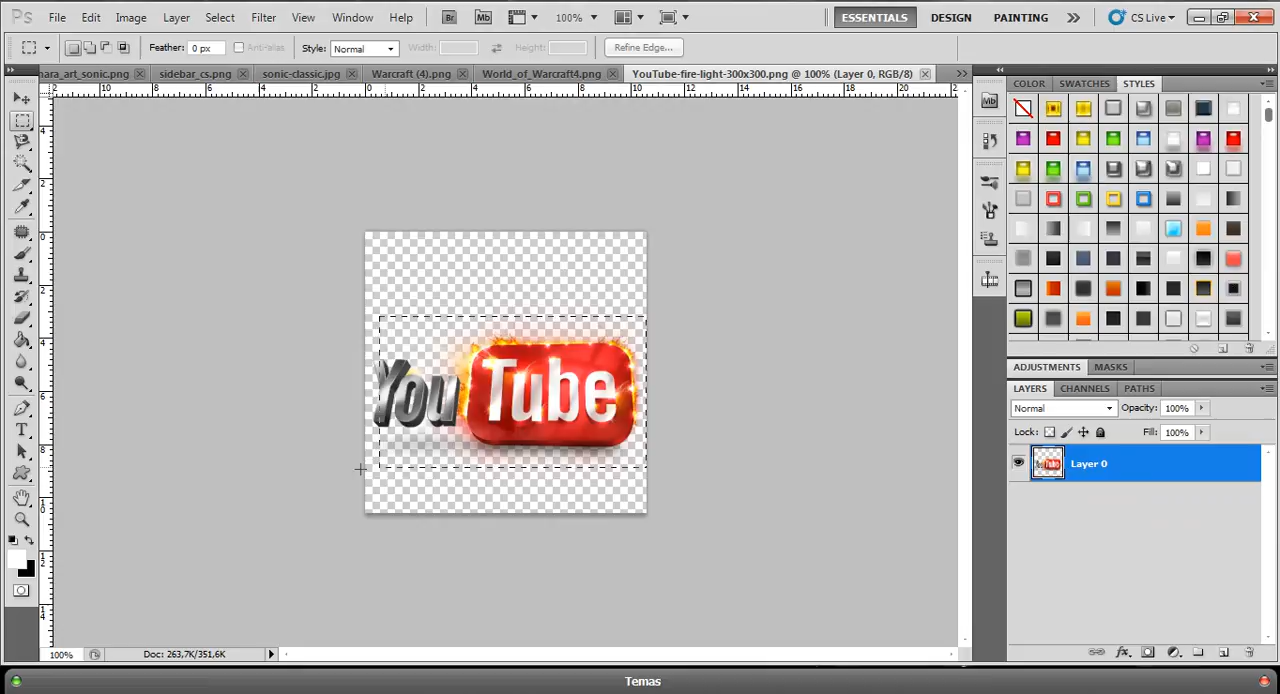 Ps File Edit Image Layer Select Filter View Window Help Br Mb 100% ESSENTIALS DESIGN PAINTING CS Live
Feather: 0 px Anti-alias Style: Normal Width: Height: Refine Edge...
ara_art_sonic.png sidebar_cs.png sonic-classic.jpg Warcraft (4).png World_of_Warcraft4.png YouTube-fire-light-300x300.png @ 100% (Layer 0, RGB/8)
COLOR SWATCHES STYLES
Mb
YouTube
ADJUSTMENTS MASKS
LAYERS CHANNELS PATHS
Normal Opacity: 100%
Lock: Fill: 100%
Layer 0
100% Doc: 263,7K/351,6K
Temas